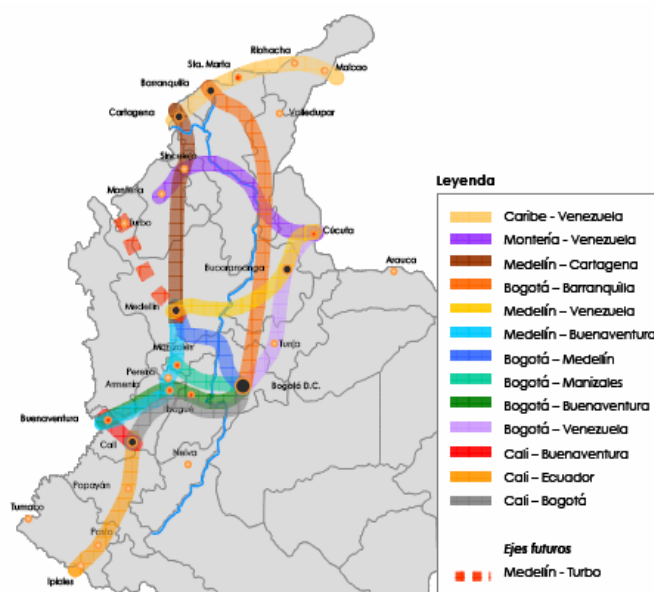 Riohacha
Sta. Marta
Maicao
Barranquilla
Cartagena
Valledupar
Sincelejo
Montería
Turbo
Cúcuta
Bucaramanga
Arauca
Medellín
Manizales
Tunja
Pereira
Armenia
Bogotá D.C.
Ibagué
Buenaventura
Cali
Neiva
Popayán
Tumaco
Pasto
Ipiales
Leyenda
Caribe - Venezuela
Montería - Venezuela
Medellín – Cartagena
Bogotá - Barranquilla
Medellín – Venezuela
Medellín - Buenaventura
Bogotá - Medellín
Bogotá - Manizales
Bogotá – Buenaventura
Bogotá - Venezuela
Cali – Buenaventura
Cali – Ecuador
Cali – Bogotá
Ejes futuros
Medellín - Turbo